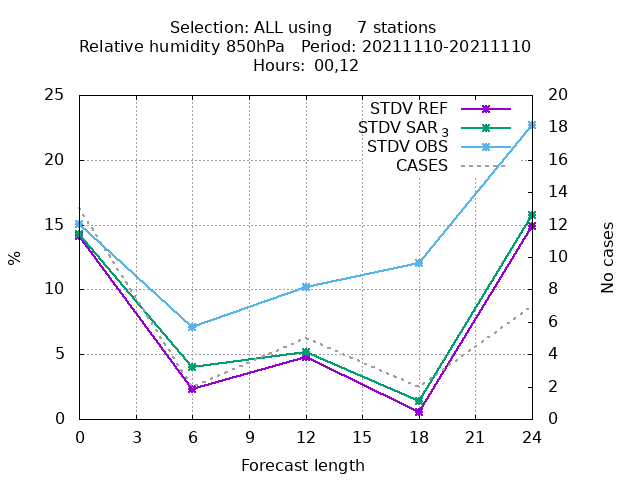 Selection: ALL using     7 stations
Relative humidity 850hPa   Period: 20211110-20211110
Hours:  00,12
STDV REF
STDV SAR 3
STDV OBS
CASES
25
20
15
10
5
0
20
18
16
14
12
10
8
6
4
2
0
%
No cases
0 3 6 9 12 15 18 21 24
Forecast length